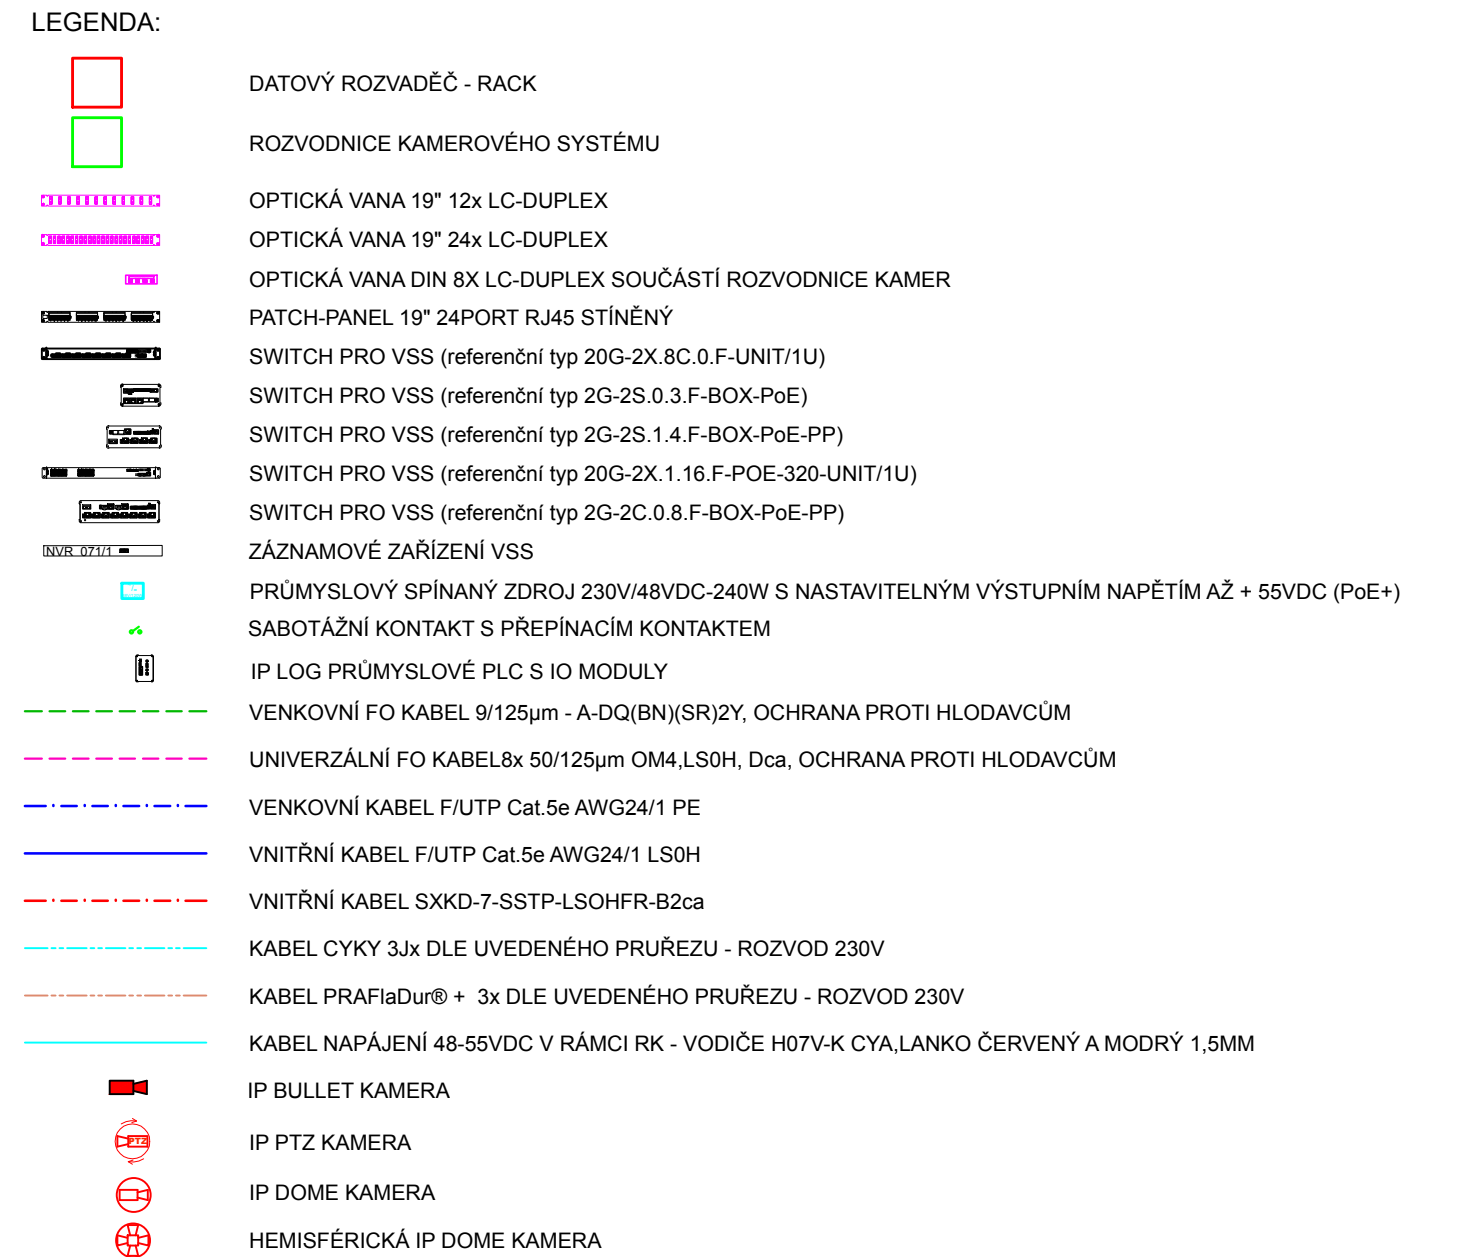 LEGENDA:
DATOVÝ ROZVADĚČ - RACK
ROZVODNICE KAMEROVÉHO SYSTÉMU
OPTICKÁ VANA 19" 12x LC-DUPLEX
OPTICKÁ VANA 19" 24x LC-DUPLEX
OPTICKÁ VANA DIN 8X LC-DUPLEX SOUČÁSTÍ ROZVODNICE KAMER
PATCH-PANEL 19" 24PORT RJ45 STÍNĚNÝ
SWITCH PRO VSS (referenční typ 20G-2X.8C.0.F-UNIT/1U)
SWITCH PRO VSS (referenční typ 2G-2S.0.3.F-BOX-PoE)
SWITCH PRO VSS (referenční typ 2G-2S.1.4.F-BOX-PoE-PP)
SWITCH PRO VSS (referenční typ 20G-2X.1.16.F-POE-320-UNIT/1U)
SWITCH PRO VSS (referenční typ 2G-2C.0.8.F-BOX-PoE-PP)
NVR 071/1 ZÁZNAMOVÉ ZAŘÍZENÍ VSS
PRŮMYSLOVÝ SPÍNANÝ ZDROJ 230V/48VDC-240W S NASTAVITELNÝM VÝSTUPNÍM NAPĚTÍM AŽ + 55VDC (PoE+)
SABOTÁŽNÍ KONTAKT S PŘEPÍNACÍM KONTAKTEM
IP LOG PRŮMYSLOVÉ PLC S IO MODULY
VENKOVNÍ FO KABEL 9/125µm - A-DQ(BN)(SR)2Y, OCHRANA PROTI HLODAVCŮM
UNIVERZÁLNÍ FO KABEL8x 50/125µm OM4,LS0H, Dca, OCHRANA PROTI HLODAVCŮM
VENKOVNÍ KABEL F/UTP Cat.5e AWG24/1 PE
VNITŘNÍ KABEL F/UTP Cat.5e AWG24/1 LS0H
VNITŘNÍ KABEL SXKD-7-SSTP-LSOHFR-B2ca
KABEL CYKY 3Jx DLE UVEDENÉHO PRUŘEZU - ROZVOD 230V
KABEL PRAFlaDur® + 3x DLE UVEDENÉHO PRUŘEZU - ROZVOD 230V
KABEL NAPÁJENÍ 48-55VDC V RÁMCI RK - VODIČE H07V-K CYA,LANKO ČERVENÝ A MODRÝ 1,5MM
IP BULLET KAMERA
PTZ IP PTZ KAMERA
IP DOME KAMERA
HEMISFÉRICKÁ IP DOME KAMERA